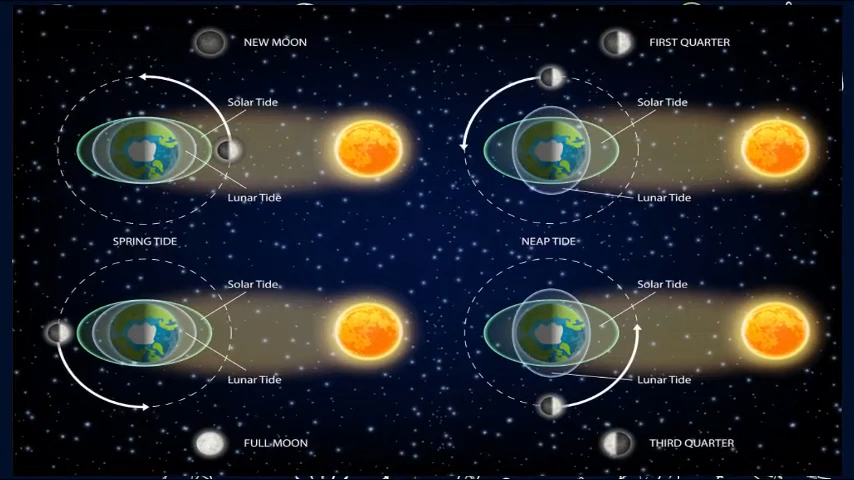 NEW MOON
Solar Tide
Lunar Tide
SPRING TIDE
Solar Tide
Lunar Tide
FULL MOON
FIRST QUARTER
Solar Tide
Lunar Tide
NEAP TIDE
Solar Tide
Lunar Tide
THIRD QUARTER